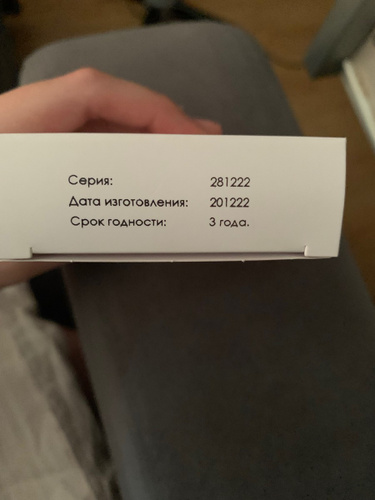 Серия: 281222
Дата изготовления: 201222
Срок годности: 3 года.